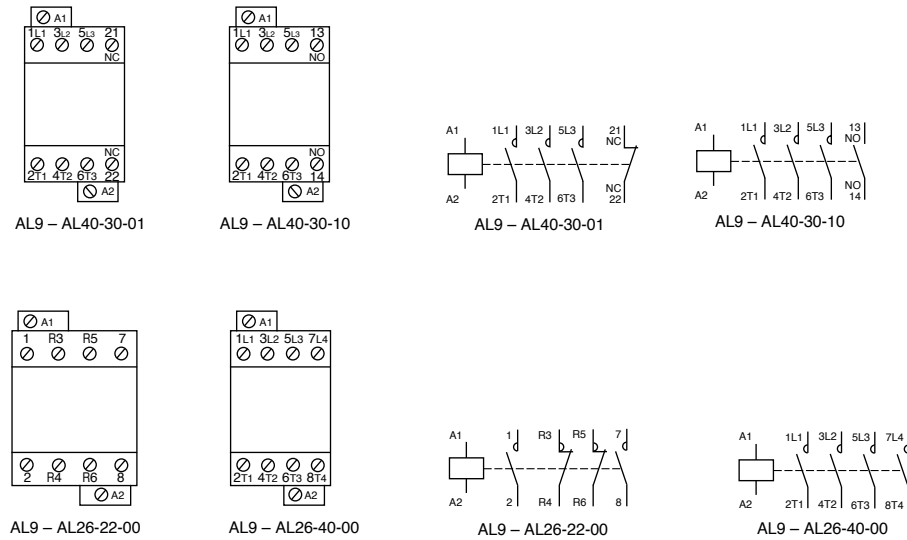 A1
1L1 3L2 5L3 21
NC
NC
2T1 4T2 6T3 22
A2
AL9 – AL40-30-01
A1
1L1 3L2 5L3 13
NO
NO
2T1 4T2 6T3 14
A2
AL9 – AL40-30-10
A1 1L1 3L2 5L3 21
NC
NC
A2 2T1 4T2 6T3 22
AL9 – AL40-30-01
A1 1L1 3L2 5L3 13
NO
NO
A2 2T1 4T2 6T3 14
AL9 – AL40-30-10
A1
1 R3 R5 7
2 R4 R6 8
A2
AL9 – AL26-22-00
A1
1L1 3L2 5L3 7L4
2T1 4T2 6T3 8T4
A2
AL9 – AL26-40-00
A1 1 R3 R5 7
A2 2 R4 R6 8
AL9 – AL26-22-00
A1 1L1 3L2 5L3 7L4
A2 2T1 4T2 6T3 8T4
AL9 – AL26-40-00